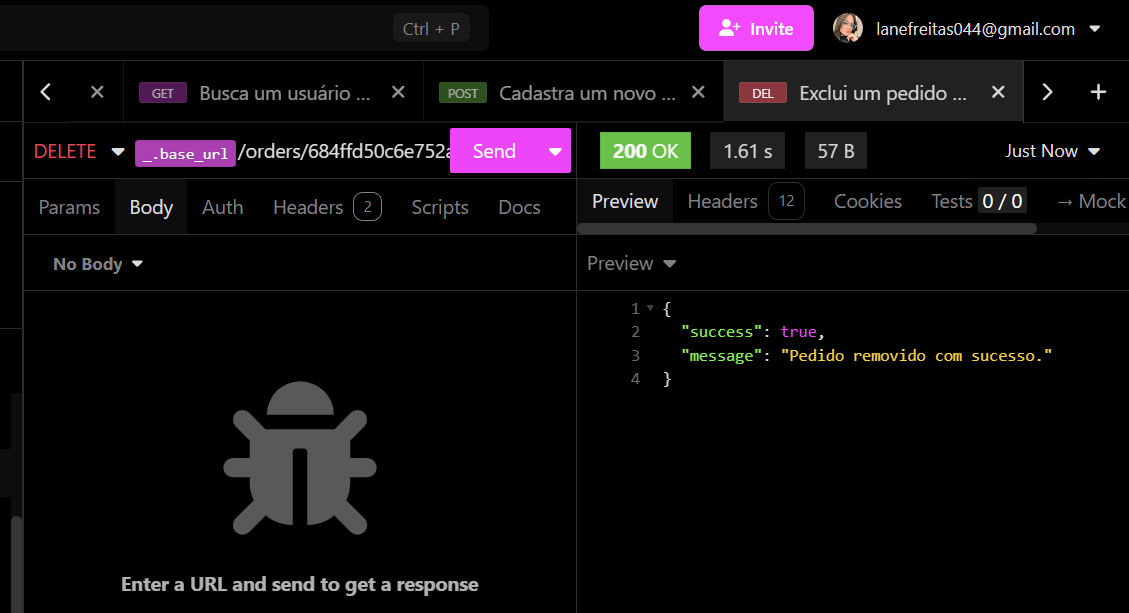 Ctrl + P
Invite
lanefreitas044@gmail.com
GET Busca um usuário ...
POST Cadastra um novo ...
DEL Exclui um pedido ...
DELETE _.base_url /orders/684ffd50c6e752a
Send
200 OK 1.61 s 57 B
Just Now
Params Body Auth Headers 2 Scripts Docs
Preview Headers 12 Cookies Tests 0 / 0 → Mock
No Body
Preview
1 {
2 "success": true,
3 "message": "Pedido removido com sucesso."
4 }
Enter a URL and send to get a response